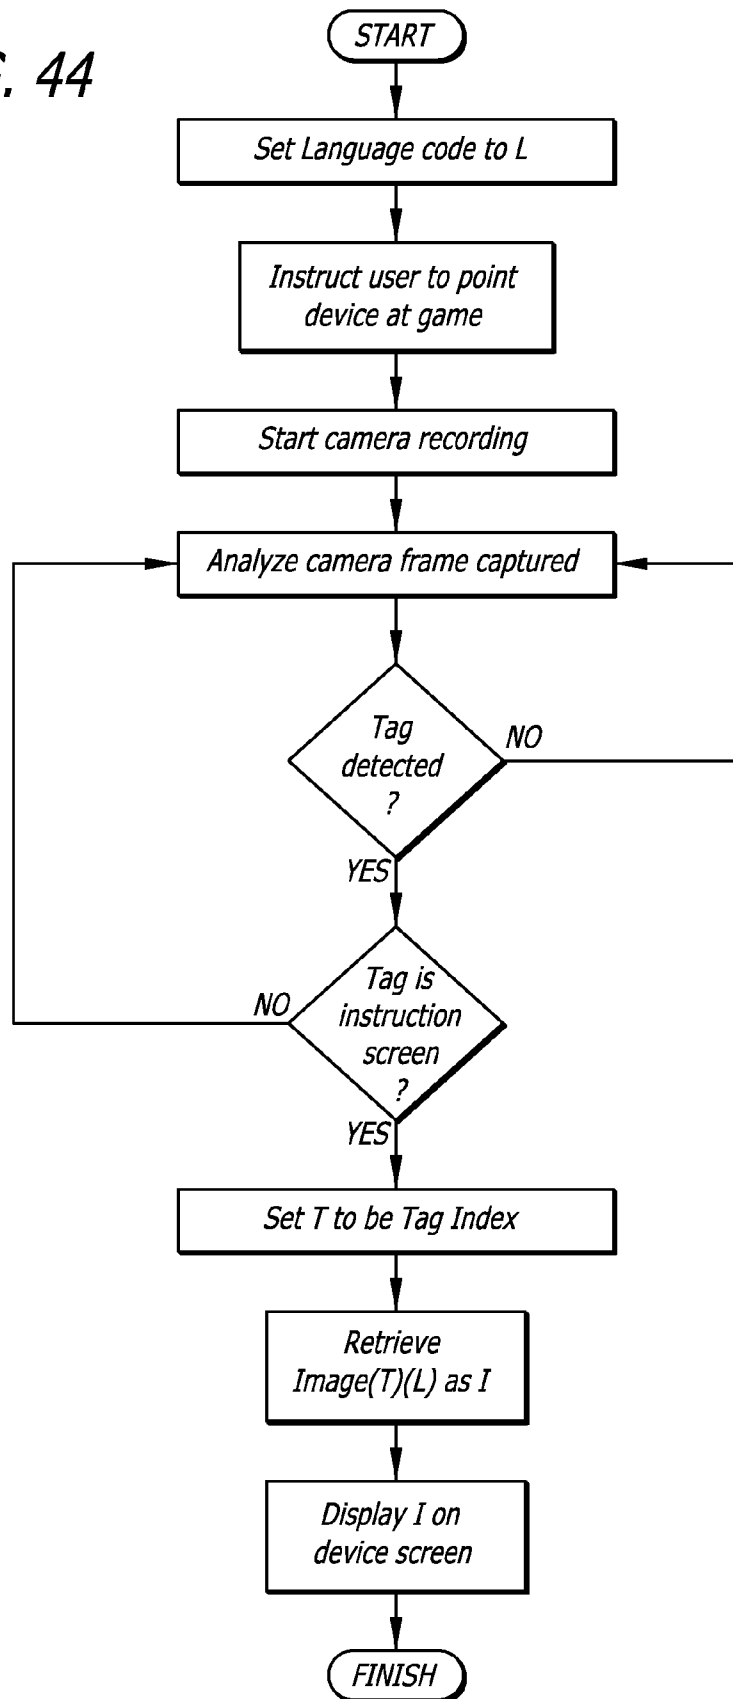 START
. 44
Set Language code to L
Instruct user to point
device at game
Start camera recording
Analyze camera frame captured
Tag
detected
?
NO
YES
Tag is
instruction
screen
?
NO
YES
Set T to be Tag Index
Retrieve
Image(T)(L) as I
Display I on
device screen
FINISH